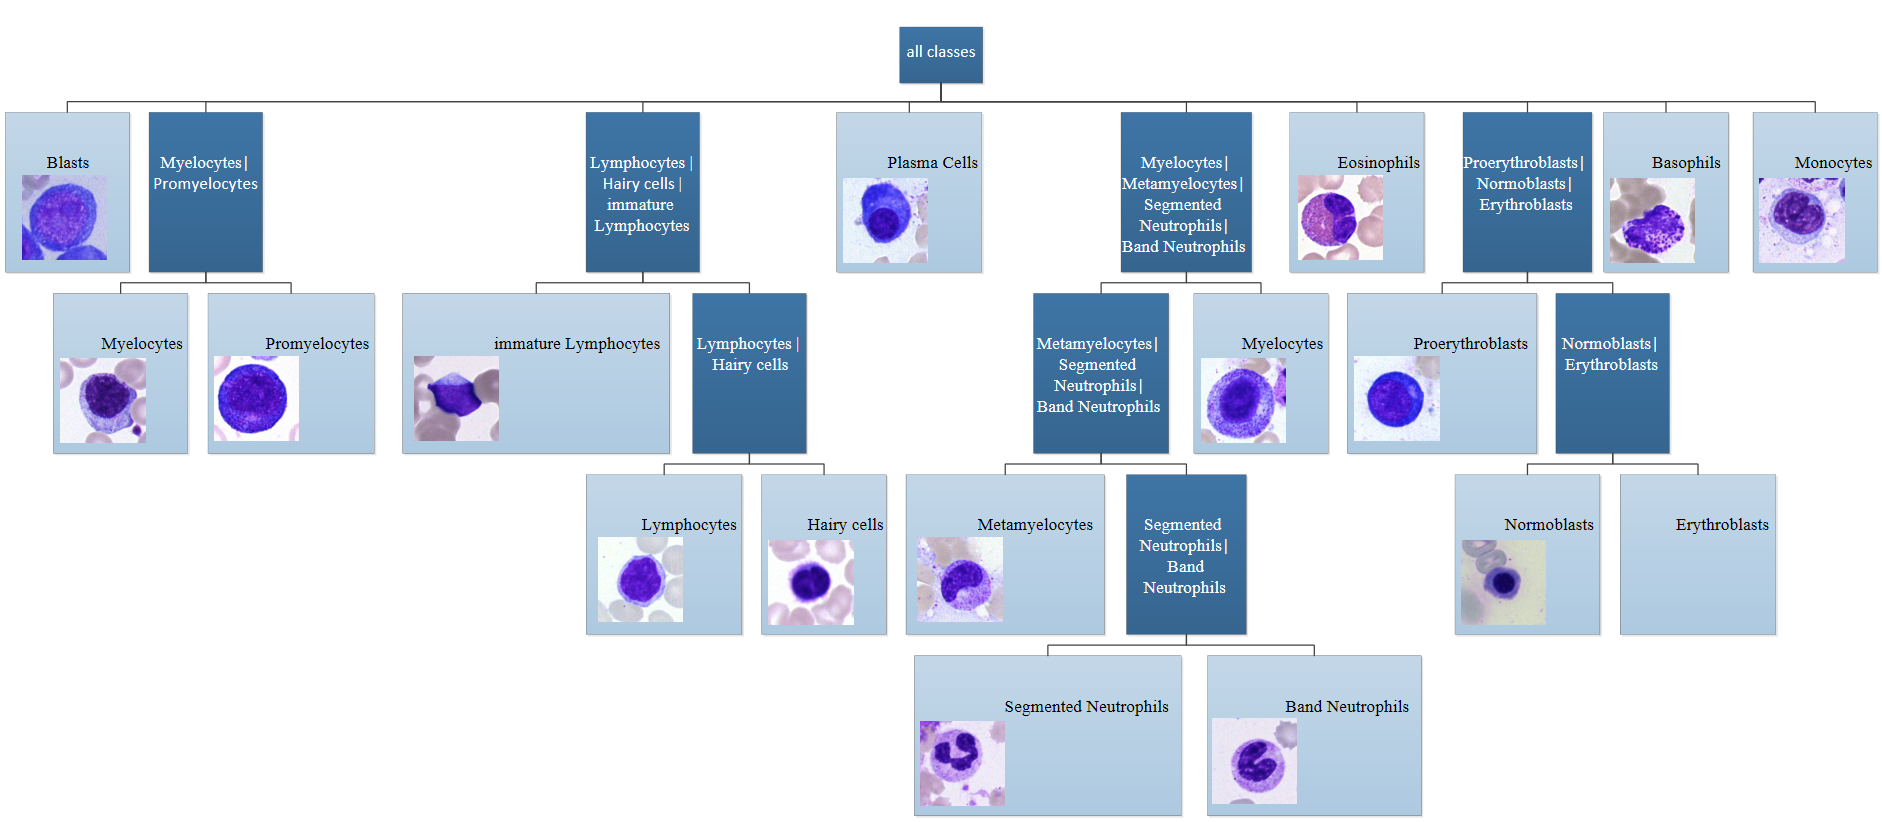 all classes
Blasts
Myelocytes|
Promyelocytes
Lymphocytes |
Hairy cells |
immature
Lymphocytes
Plasma Cells
Myelocytes|
Metamyelocytes|
Segmented
Neutrophils|
Band Neutrophils
Eosinophils
Proerythroblasts|
Normoblasts|
Erythroblasts
Basophils
Monocytes
Myelocytes
Promyelocytes
immature Lymphocytes
Lymphocytes |
Hairy cells
Metamyelocytes|
Segmented
Neutrophils|
Band Neutrophils
Myelocytes
Proerythroblasts
Normoblasts|
Erythroblasts
Lymphocytes
Hairy cells
Metamyelocytes
Segmented
Neutrophils|
Band
Neutrophils
Normoblasts
Erythroblasts
Segmented Neutrophils
Band Neutrophils